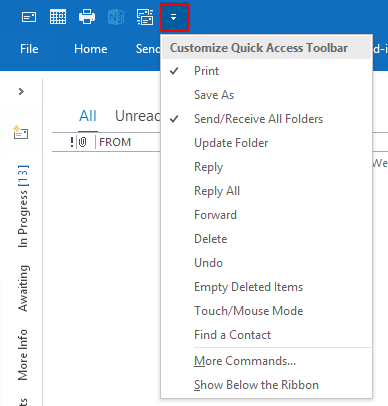 File Home Send d-i
Customize Quick Access Toolbar
Print
Save As
Send/Receive All Folders
Update Folder
Reply
Reply All
Forward
Delete
Undo
Empty Deleted Items
Touch/Mouse Mode
Find a Contact
More Commands...
Show Below the Ribbon
All Unread
! FROM We
In Progress [13]
Awaiting
More Info